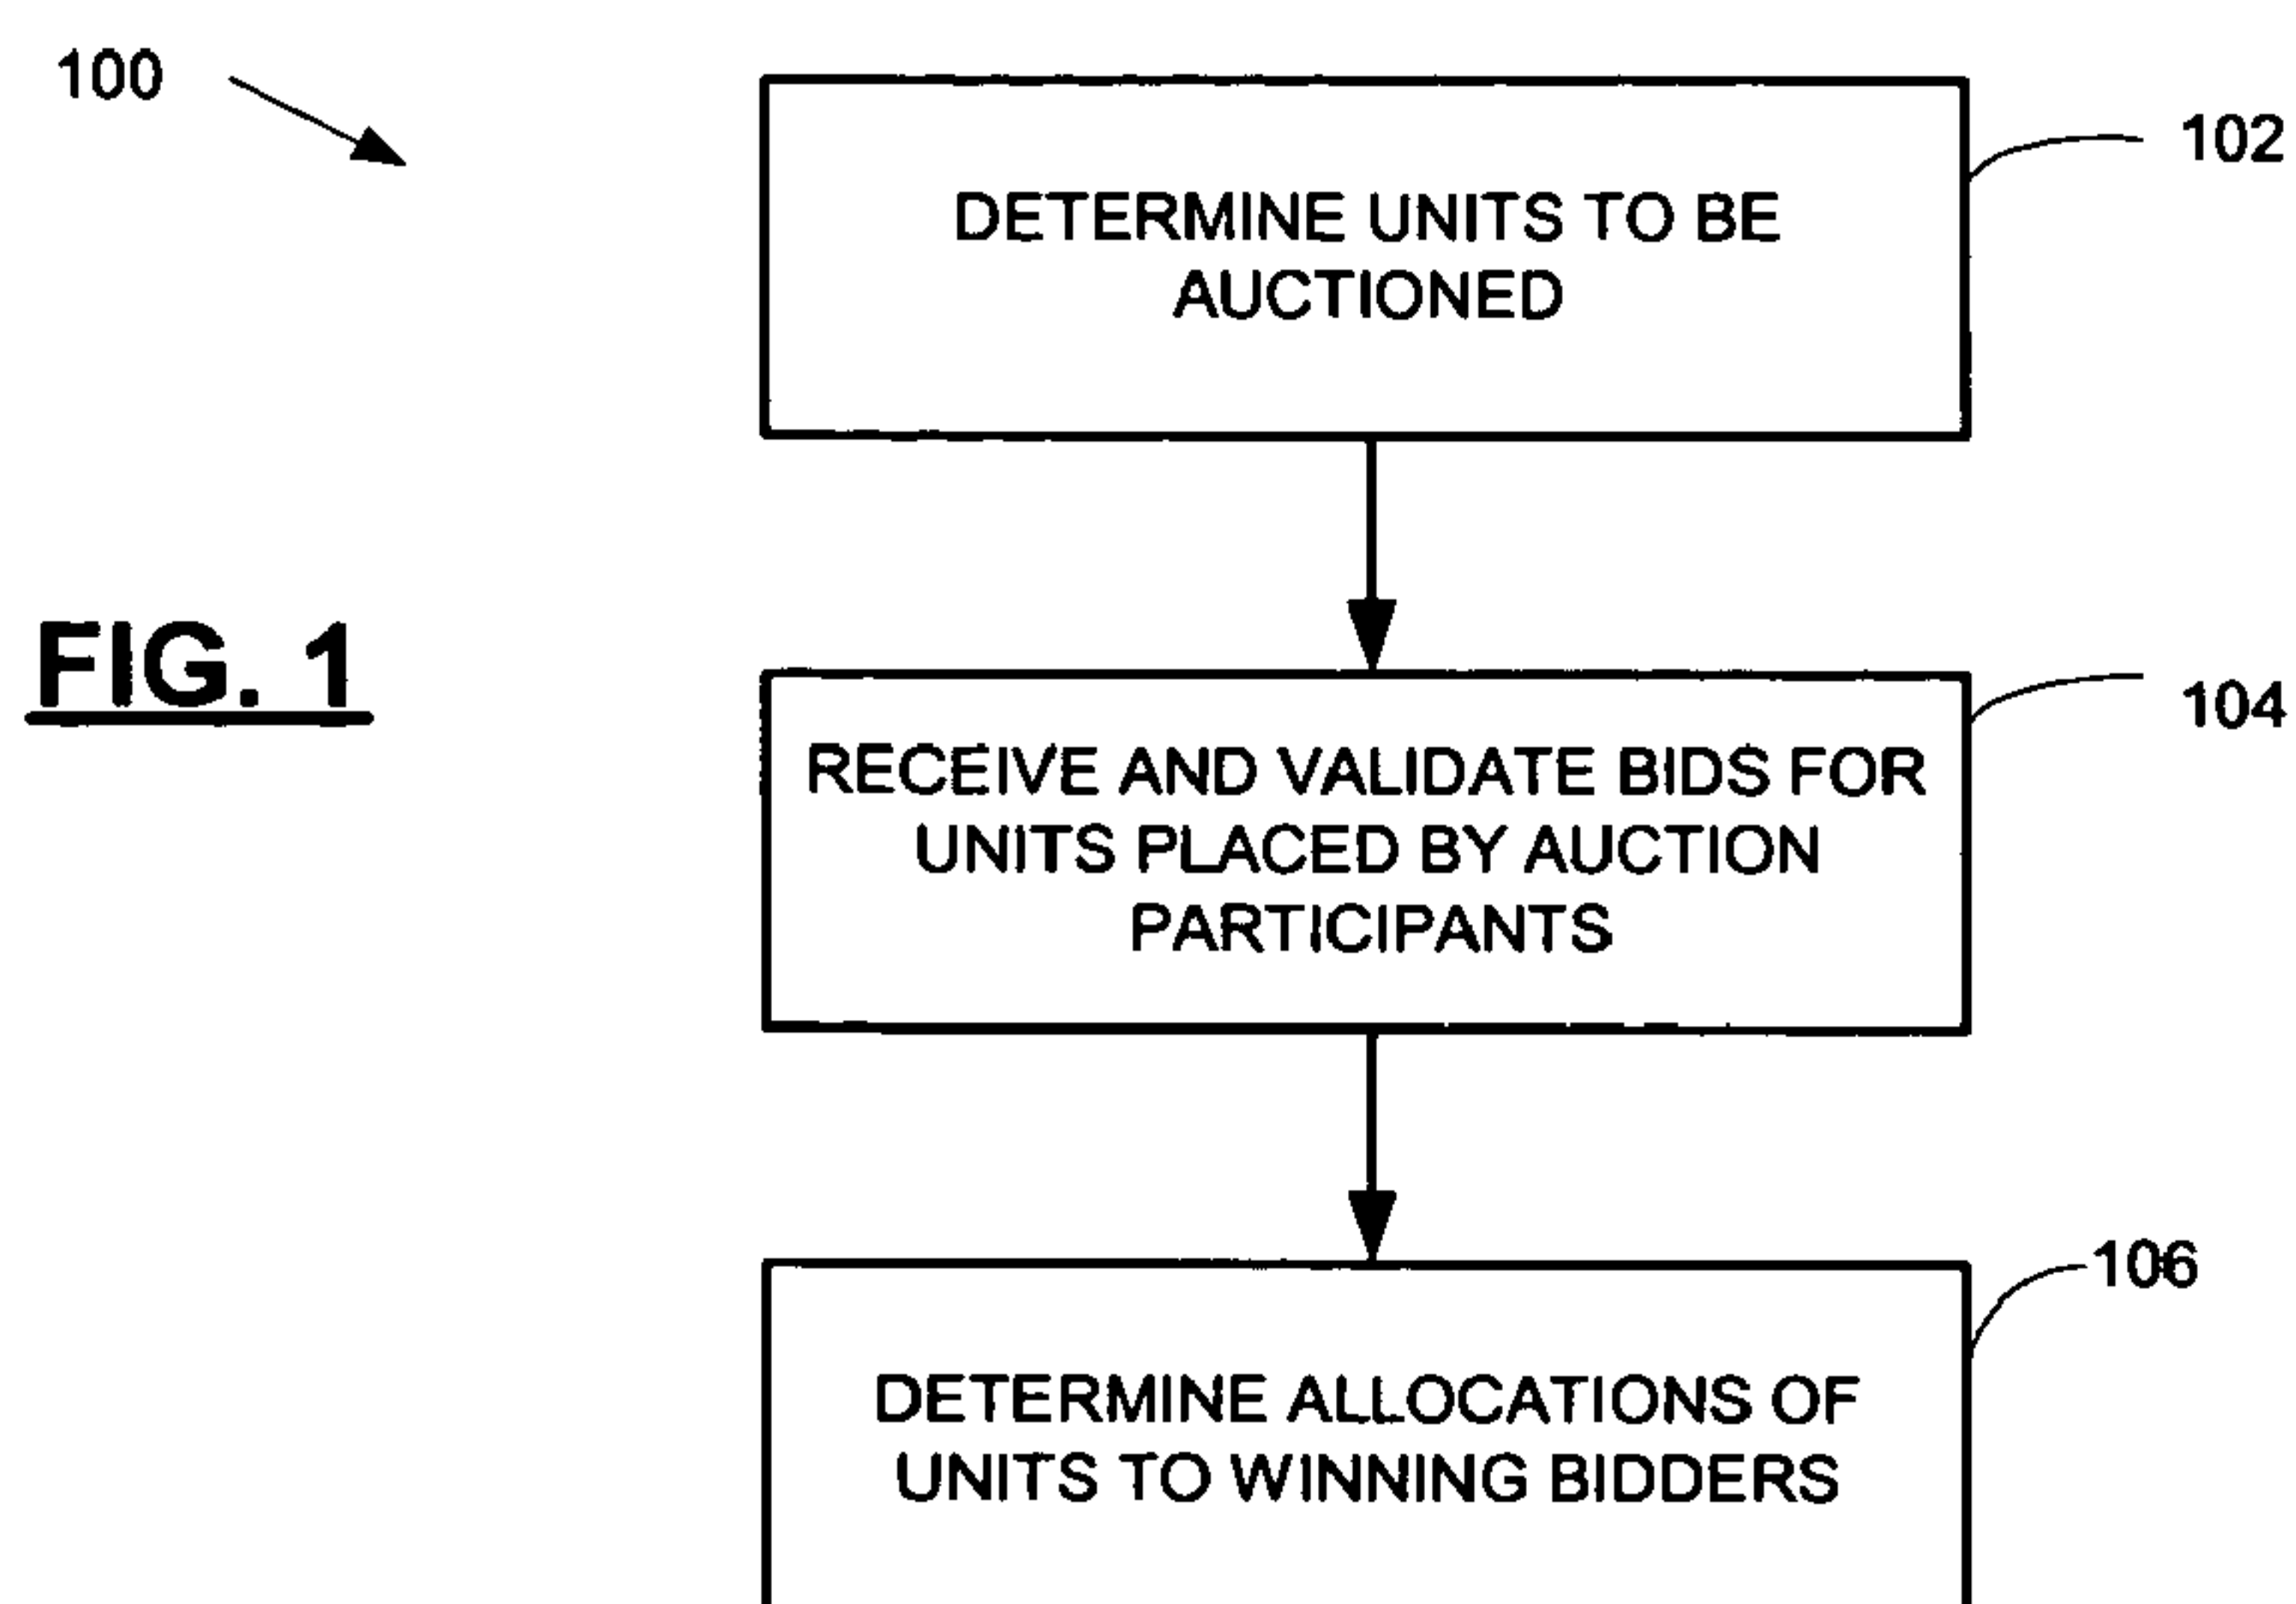 100
102
DETERMINE UNITS TO BE
AUCTIONED
FIG. 1
104
RECEIVE AND VALIDATE BIDS FOR
UNITS PLACED BY AUCTION
PARTICIPANTS
106
DETERMINE ALLOCATIONS OF
UNITS TO WINNING BIDDERS